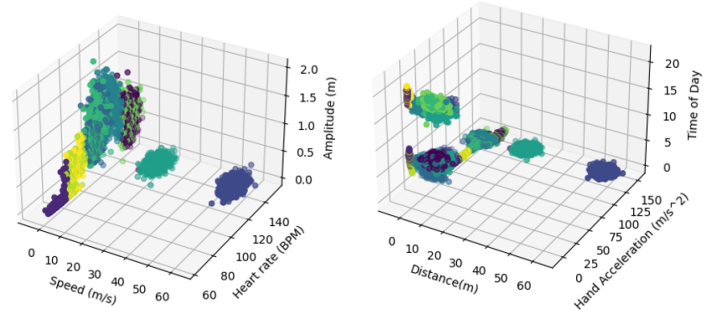 2.0
1.5
1.0
0.5
0.0
Amplitude (m)
140
120
100
80
60
Heart rate (BPM)
0 10 20 30 40 50 60
Speed (m/s)
20
15
10
5
0
Time of Day
150
125
100
75
50
25
0
Hand Acceleration (m/s^2)
0 10 20 30 40 50 60
Distance(m)